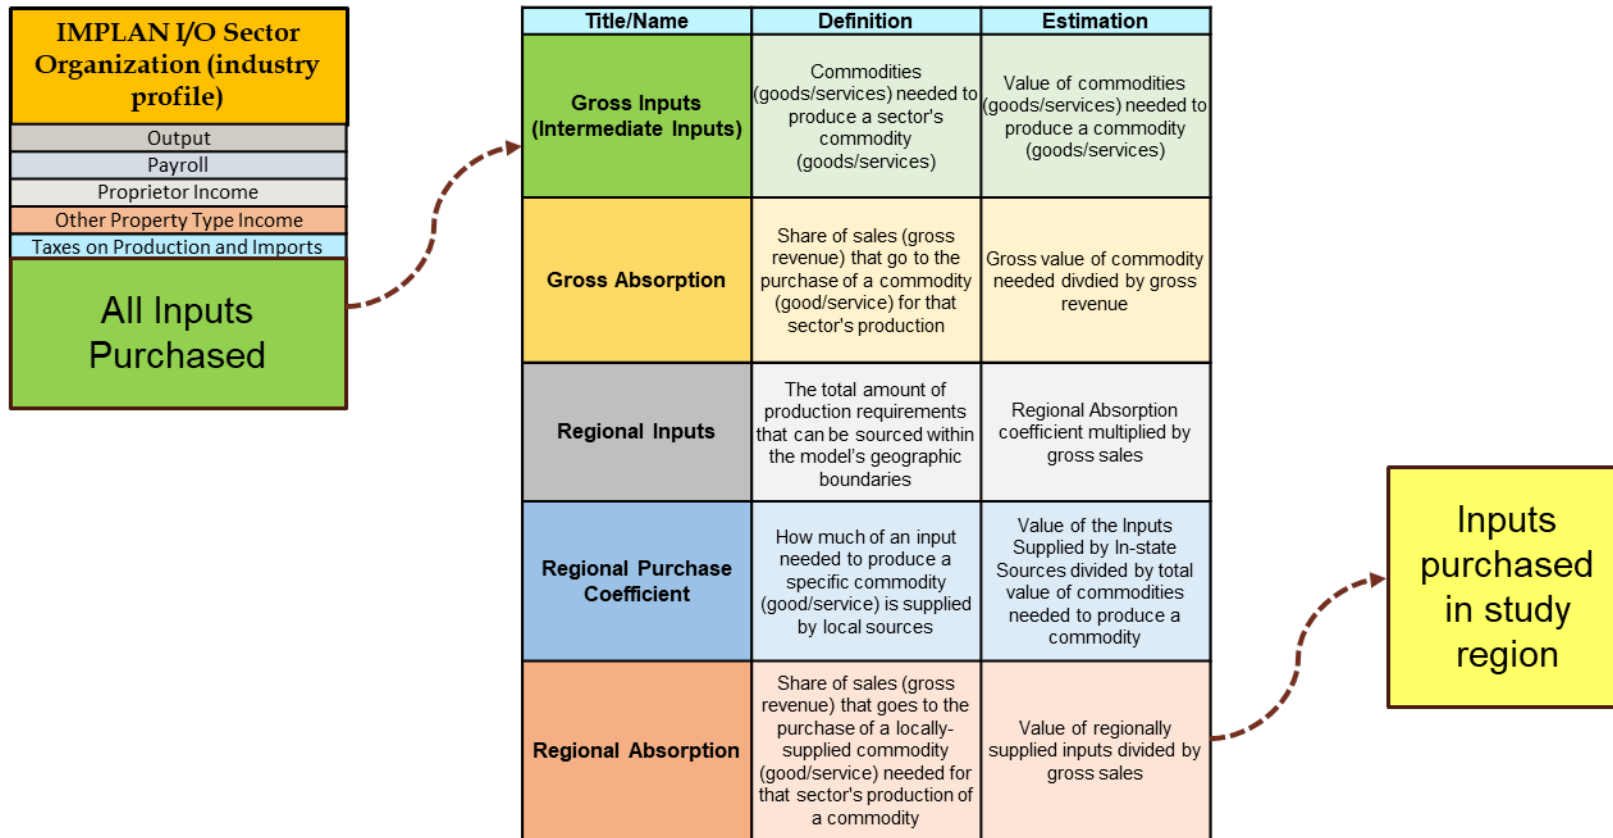 IMPLAN I/O Sector
Organization (industry
profile)
Output
Payroll
Proprietor Income
Other Property Type Income
Taxes on Production and Imports
All Inputs
Purchased
Title/Name
Definition
Estimation
Gross Inputs
(Intermediate Inputs)
Commodities
(goods/services) needed to
produce a sector's
commodity
(goods/services)
Value of commodities
(goods/services) needed to
produce a commodity
(goods/services)
Gross Absorption
Share of sales (gross
revenue) that go to the
purchase of a commodity
(good/service) for that
sector's production
Gross value of commodity
needed divdied by gross
revenue
Regional Inputs
The total amount of
production requirements
that can be sourced within
the model’s geographic
boundaries
Regional Absorption
coefficient multiplied by
gross sales
Regional Purchase
Coefficient
How much of an input
needed to produce a
specific commodity
(good/service) is supplied
by local sources
Value of the Inputs
Supplied by In-state
Sources divided by total
value of commodities
needed to produce a
commodity
Regional Absorption
Share of sales (gross
revenue) that goes to the
purchase of a locally-
supplied commodity
(good/service) needed for
that sector's production of
a commodity
Value of regionally
supplied inputs divided by
gross sales
Inputs
purchased
in study
region